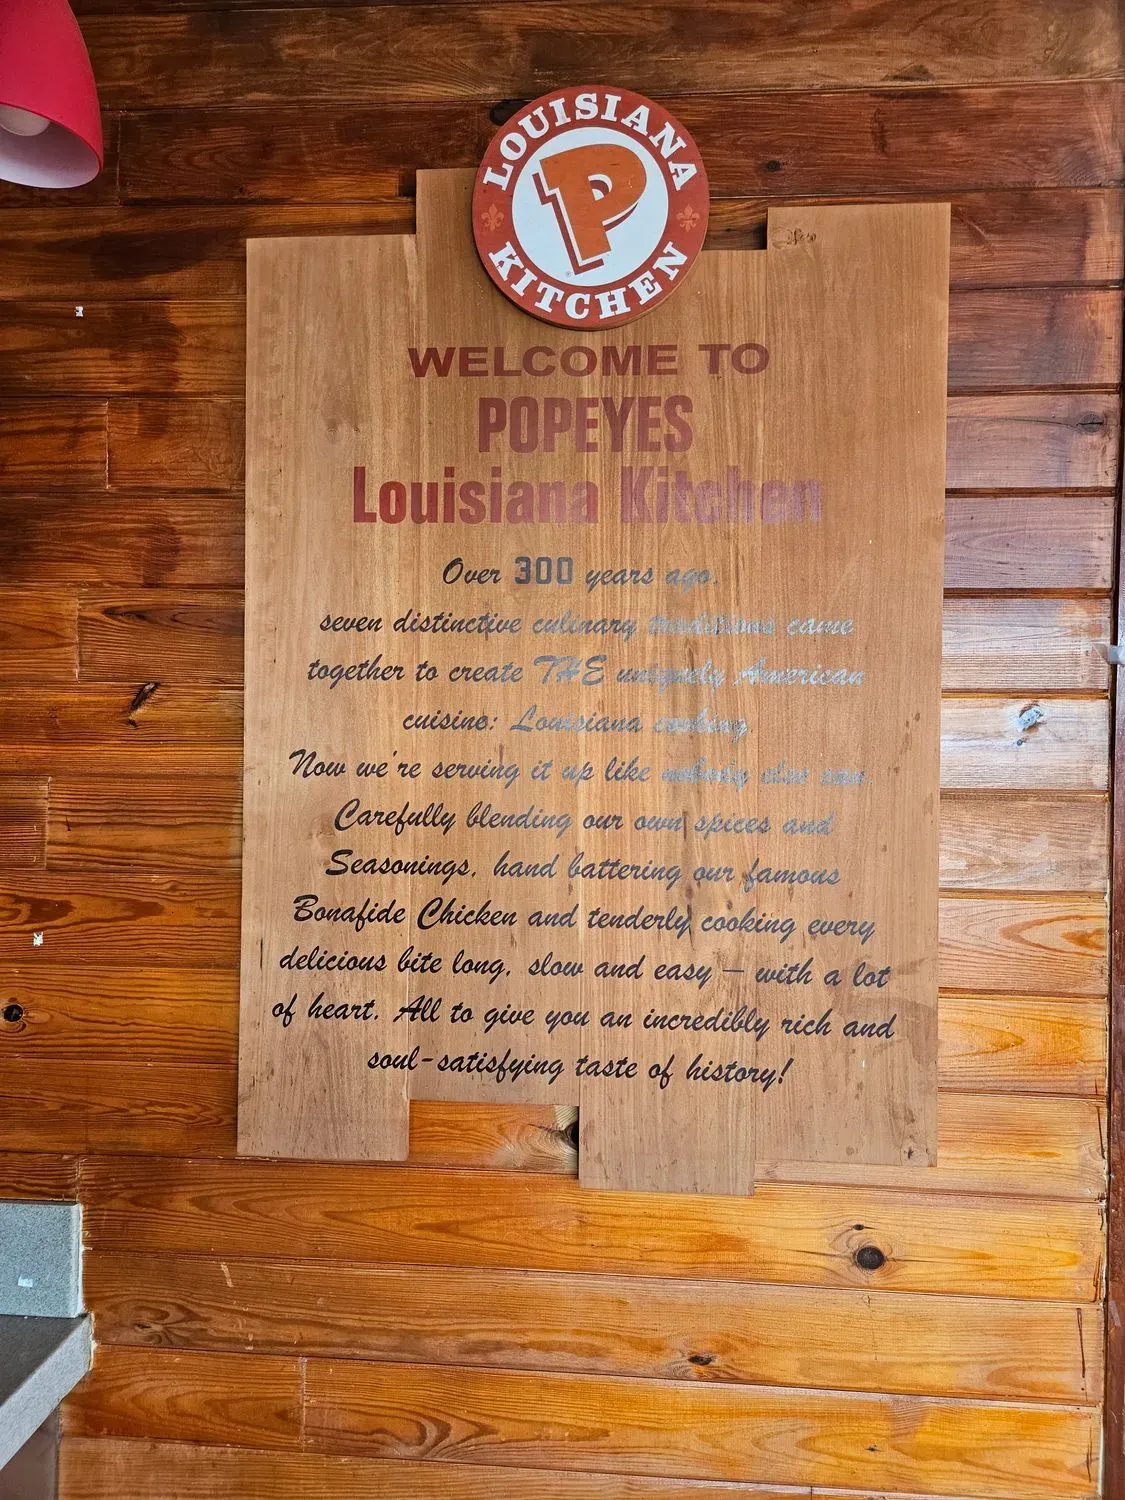 LOUISIANA
P
KITCHEN
WELCOME TO
POPEYES
Louisiana Kitchen
Over 300 years ago.
seven distinctive culinary traditions came
together to create THE uniquely American
cuisine: Louisiana cooking.
Now we're serving it up like nobody else can.
Carefully blending our own spices and
Seasonings, hand battering our famous
Bonafide Chicken and tenderly cooking every
delicious bite long, slow and easy — with a lot
of heart. All to give you an incredibly rich and
soul-satisfying taste of history!